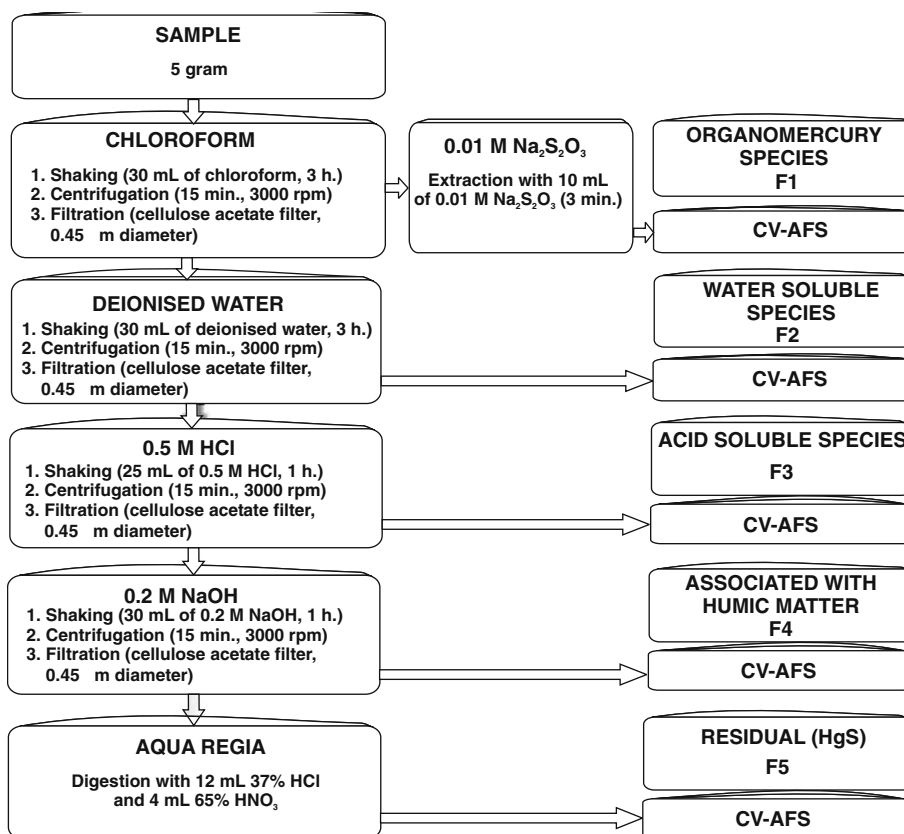 SAMPLE
5 gram
CHLOROFORM
1. Shaking (30 mL of chloroform, 3 h.)
2. Centrifugation (15 min., 3000 rpm)
3. Filtration (cellulose acetate filter,
0.45 m diameter)
0.01 M Na₂S₂O₃
Extraction with 10 mL
of 0.01 M Na₂S₂O₃ (3 min.)
ORGANOMERCURY
SPECIES
F1
CV-AFS
DEIONISED WATER
1. Shaking (30 mL of deionised water, 3 h.)
2. Centrifugation (15 min., 3000 rpm)
3. Filtration (cellulose acetate filter,
0.45 m diameter)
WATER SOLUBLE
SPECIES
F2
CV-AFS
0.5 M HCl
1. Shaking (25 mL of 0.5 M HCl, 1 h.)
2. Centrifugation (15 min., 3000 rpm)
3. Filtration (cellulose acetate filter,
0.45 m diameter)
ACID SOLUBLE SPECIES
F3
CV-AFS
0.2 M NaOH
1. Shaking (30 mL of 0.2 M NaOH, 1 h.)
2. Centrifugation (15 min., 3000 rpm)
3. Filtration (cellulose acetate filter,
0.45 m diameter)
ASSOCIATED WITH
HUMIC MATTER
F4
CV-AFS
AQUA REGIA
Digestion with 12 mL 37% HCl
and 4 mL 65% HNO₃
RESIDUAL (HgS)
F5
CV-AFS